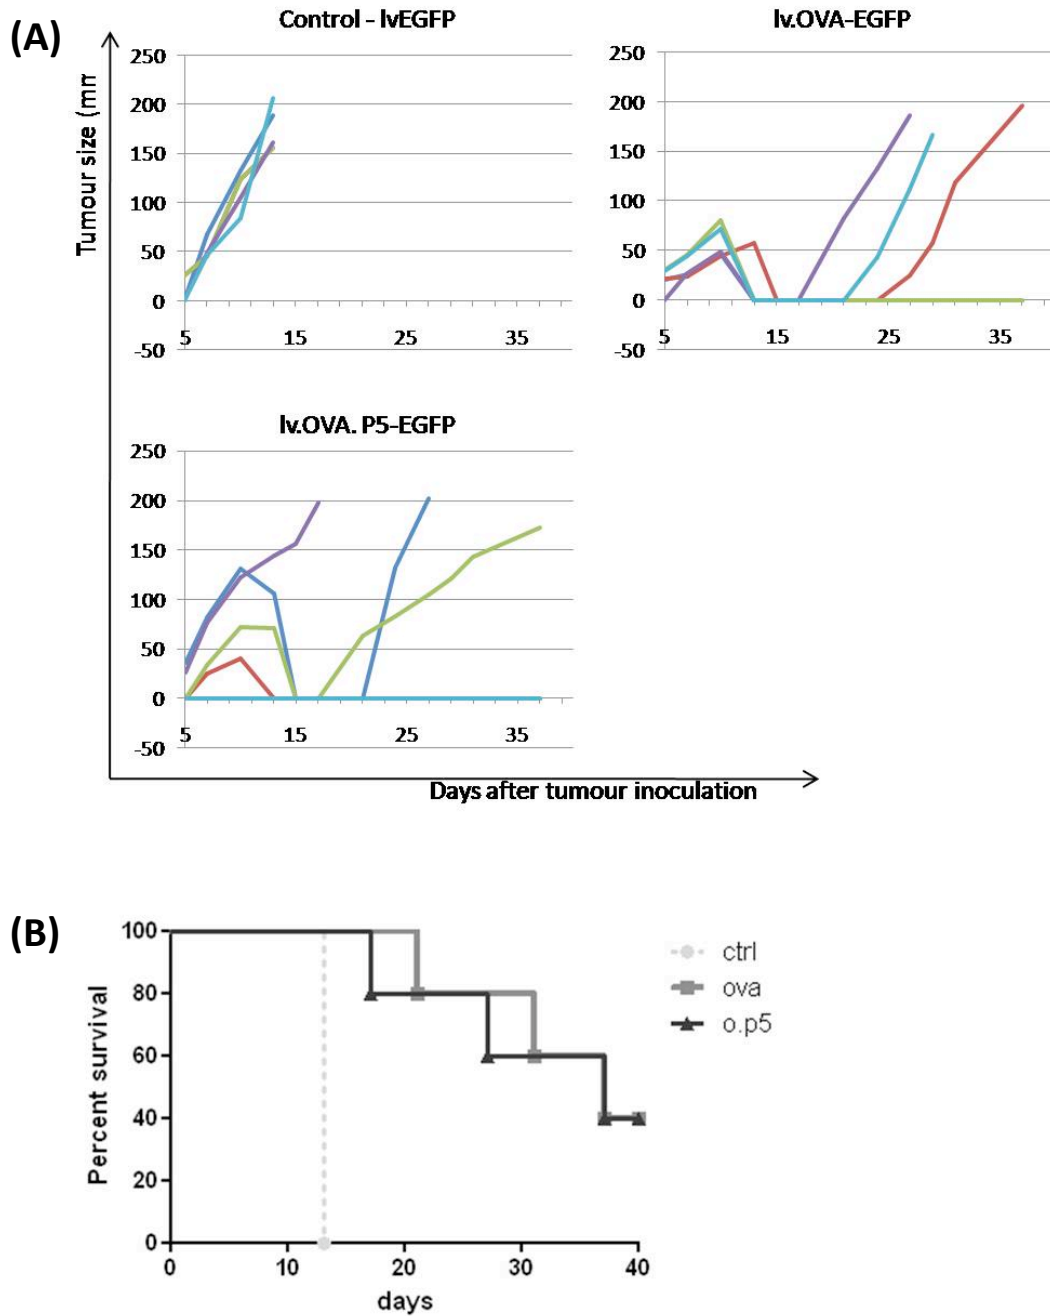 (A)
Control - lvEGFP
lv.OVA-EGFP
Tumour size (mm
250
200
150
100
50
0
-50
5 15 25 35
250
200
150
100
50
0
-50
5 15 25 35
lv.OVA. P5-EGFP
250
200
150
100
50
0
-50
5 15 25 35
Days after tumour inoculation
(B)
Percent survival
100
80
60
40
20
0
0 10 20 30 40
days
ctrl
ova
o.p5